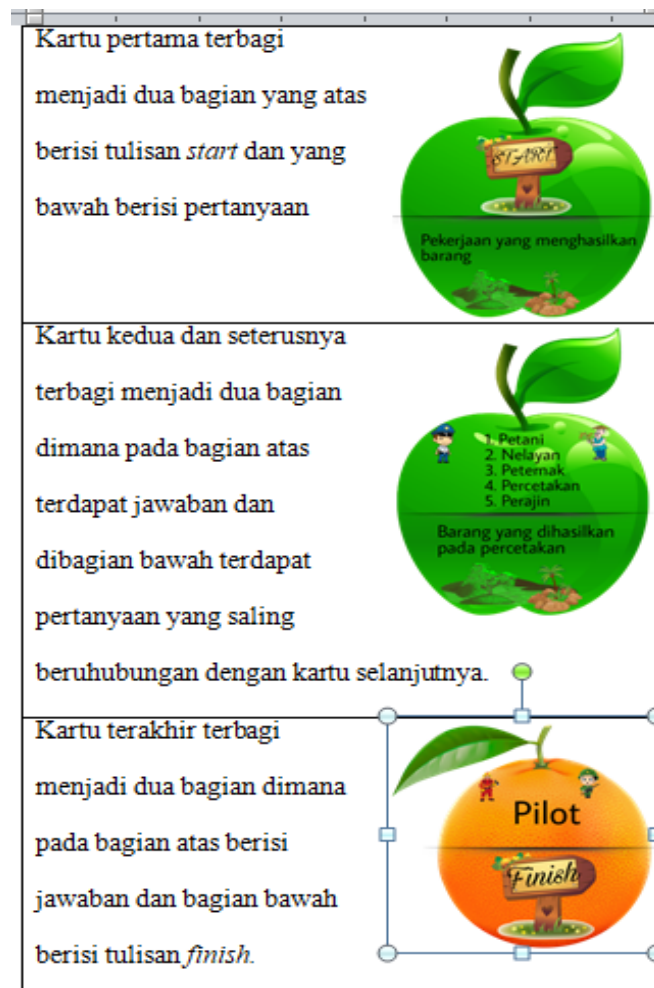 Kartu pertama terbagi
menjadi dua bagian yang atas
berisi tulisan start dan yang
bawah berisi pertanyaan
START
Pekerjaan yang menghasilkan
barang
Kartu kedua dan seterusnya
terbagi menjadi dua bagian
dimana pada bagian atas
terdapat jawaban dan
dibagian bawah terdapat
pertanyaan yang saling
beruhubungan dengan kartu selanjutnya.
1. Petani
2. Nelayan
3. Peternak
4. Percetakan
5. Perajin
Barang yang dihasilkan
pada percetakan
Kartu terakhir terbagi
menjadi dua bagian dimana
pada bagian atas berisi
jawaban dan bagian bawah
berisi tulisan finish.
Pilot
Finish